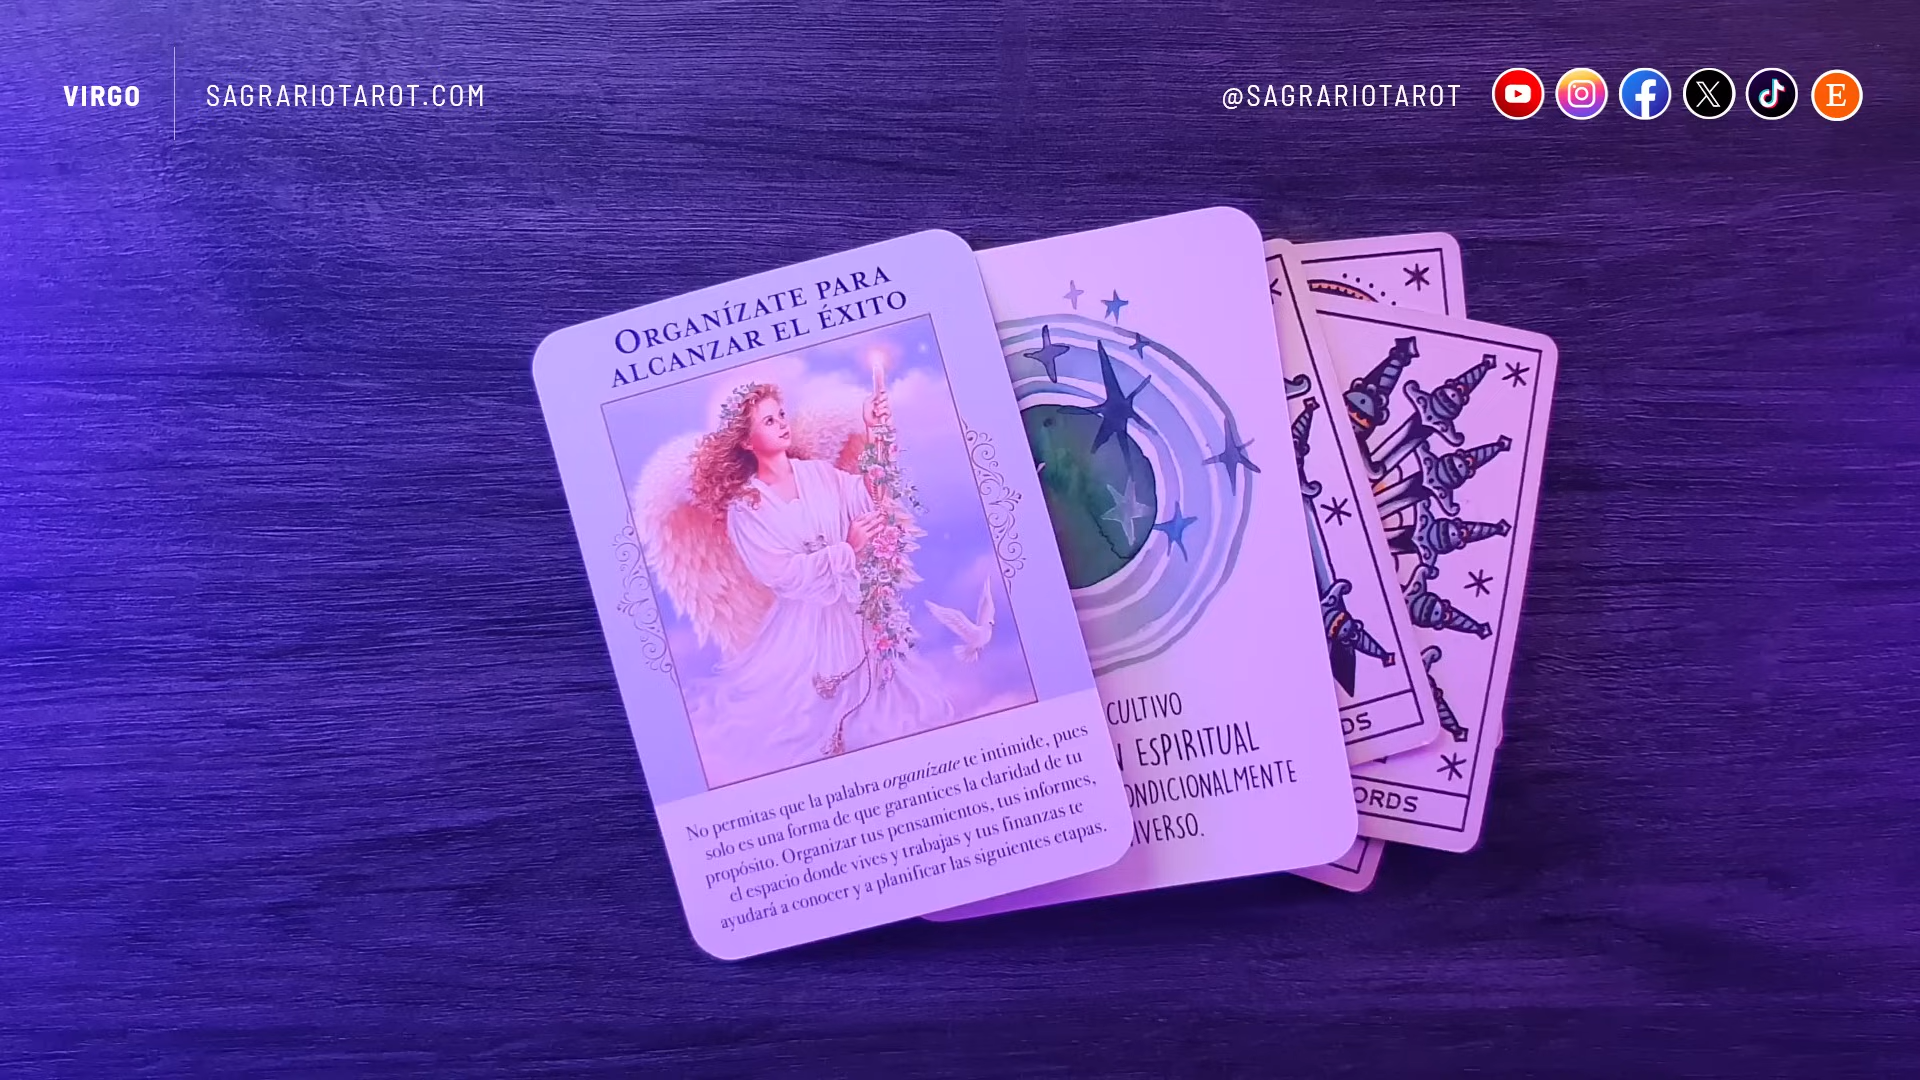 VIRGO
SAGRARIOTAROT.COM
@SAGRARIOTAROT
ORGANÍZATE PARA
ALCANZAR EL ÉXITO
No permitas que la palabra organízate te intimide, pues
solo es una forma de que garantices la claridad de tu
propósito. Organizar tus pensamientos, tus informes,
el espacio donde vives y trabajas y tus finanzas te
ayudará a conocer y a planificar las siguientes etapas.
CULTIVO
N ESPIRITUAL
ONDICIONALMENTE
IVERSO.
DS
ORDS